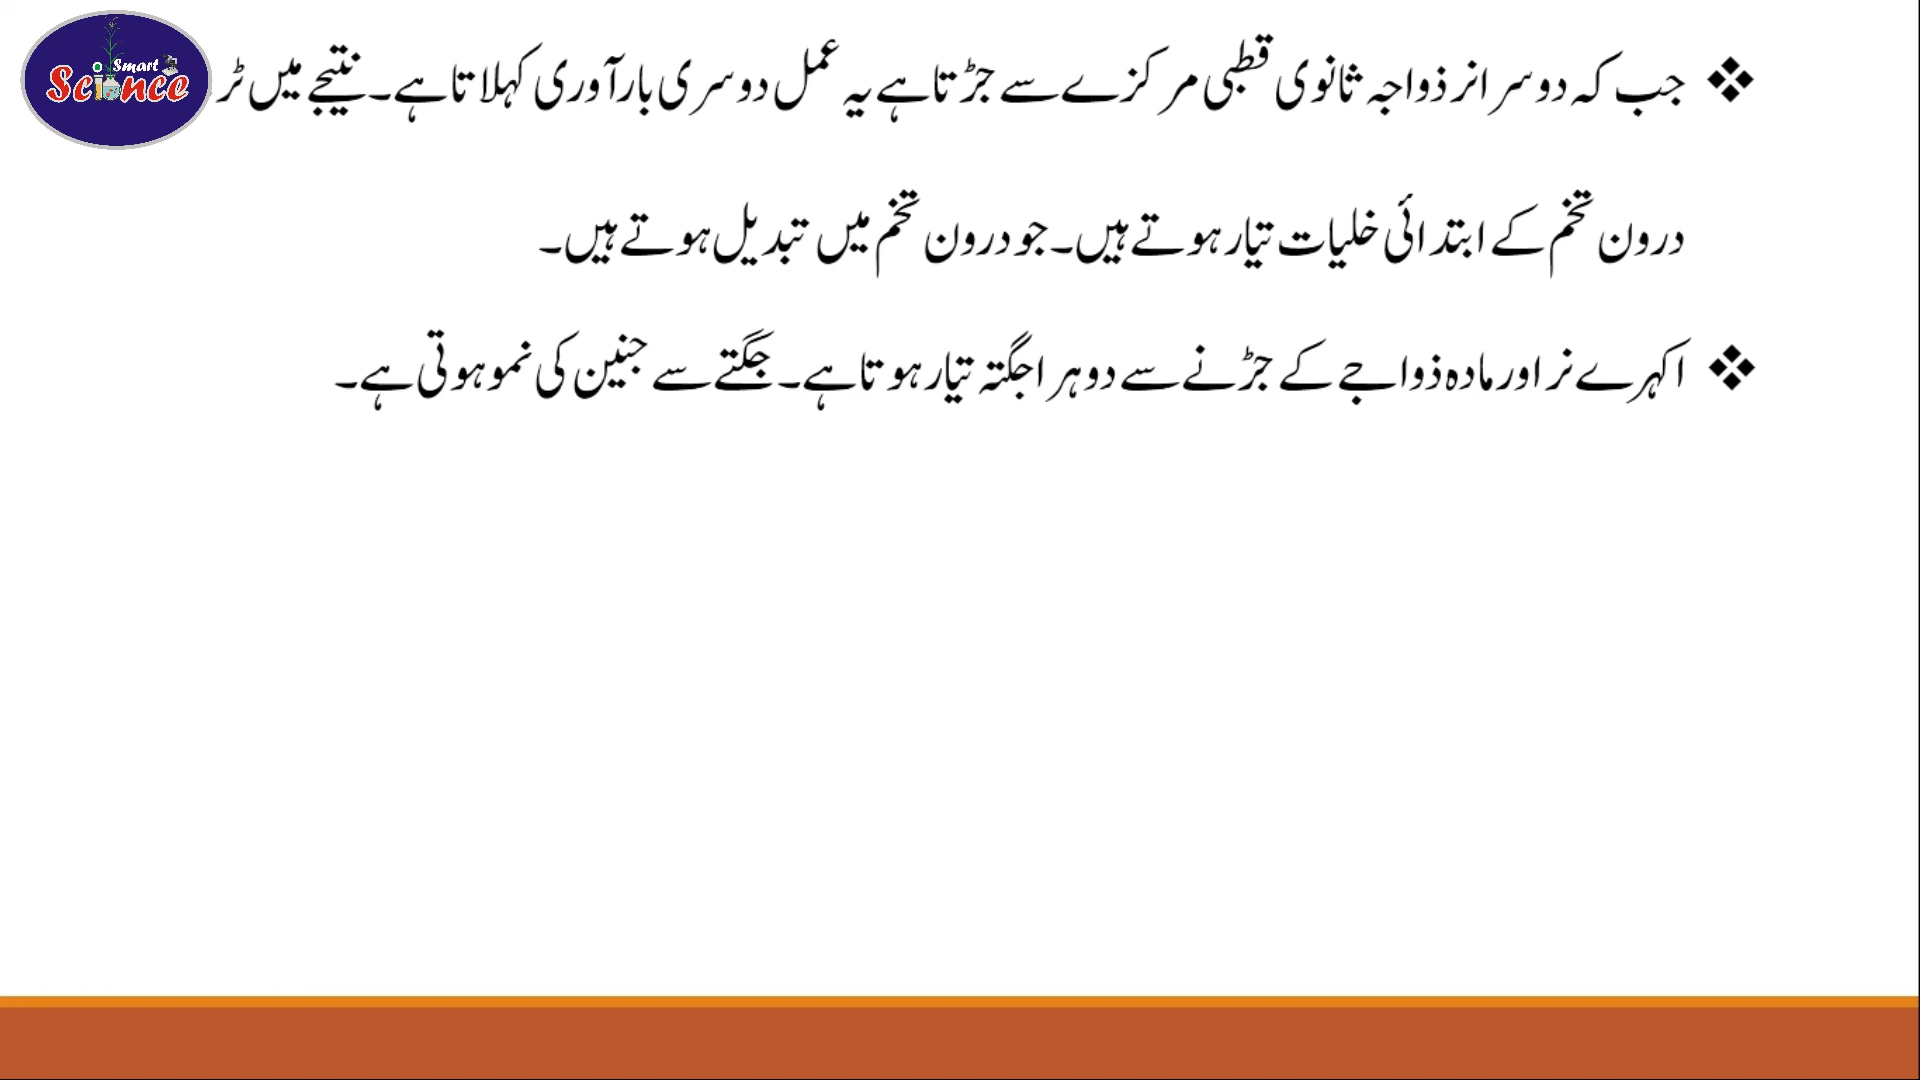 Smart
Science
❖ جب کہ دوسرا نر ذواجہ ثانوی قطبی مرکزے سے جڑتا ہے یہ عمل دوسری بارآوری کہلاتا ہے۔ نتیجے میں
درون تخم کے ابتدائی خلیات تیار ہوتے ہیں۔ جو درون تخم میں تبدیل ہوتے ہیں۔
❖ اکہرے نر اور مادہ ذواجے کے جڑنے سے دوہرا جگتہ تیار ہوتا ہے۔ جگتے سے جنین کی نمو ہوتی ہے۔